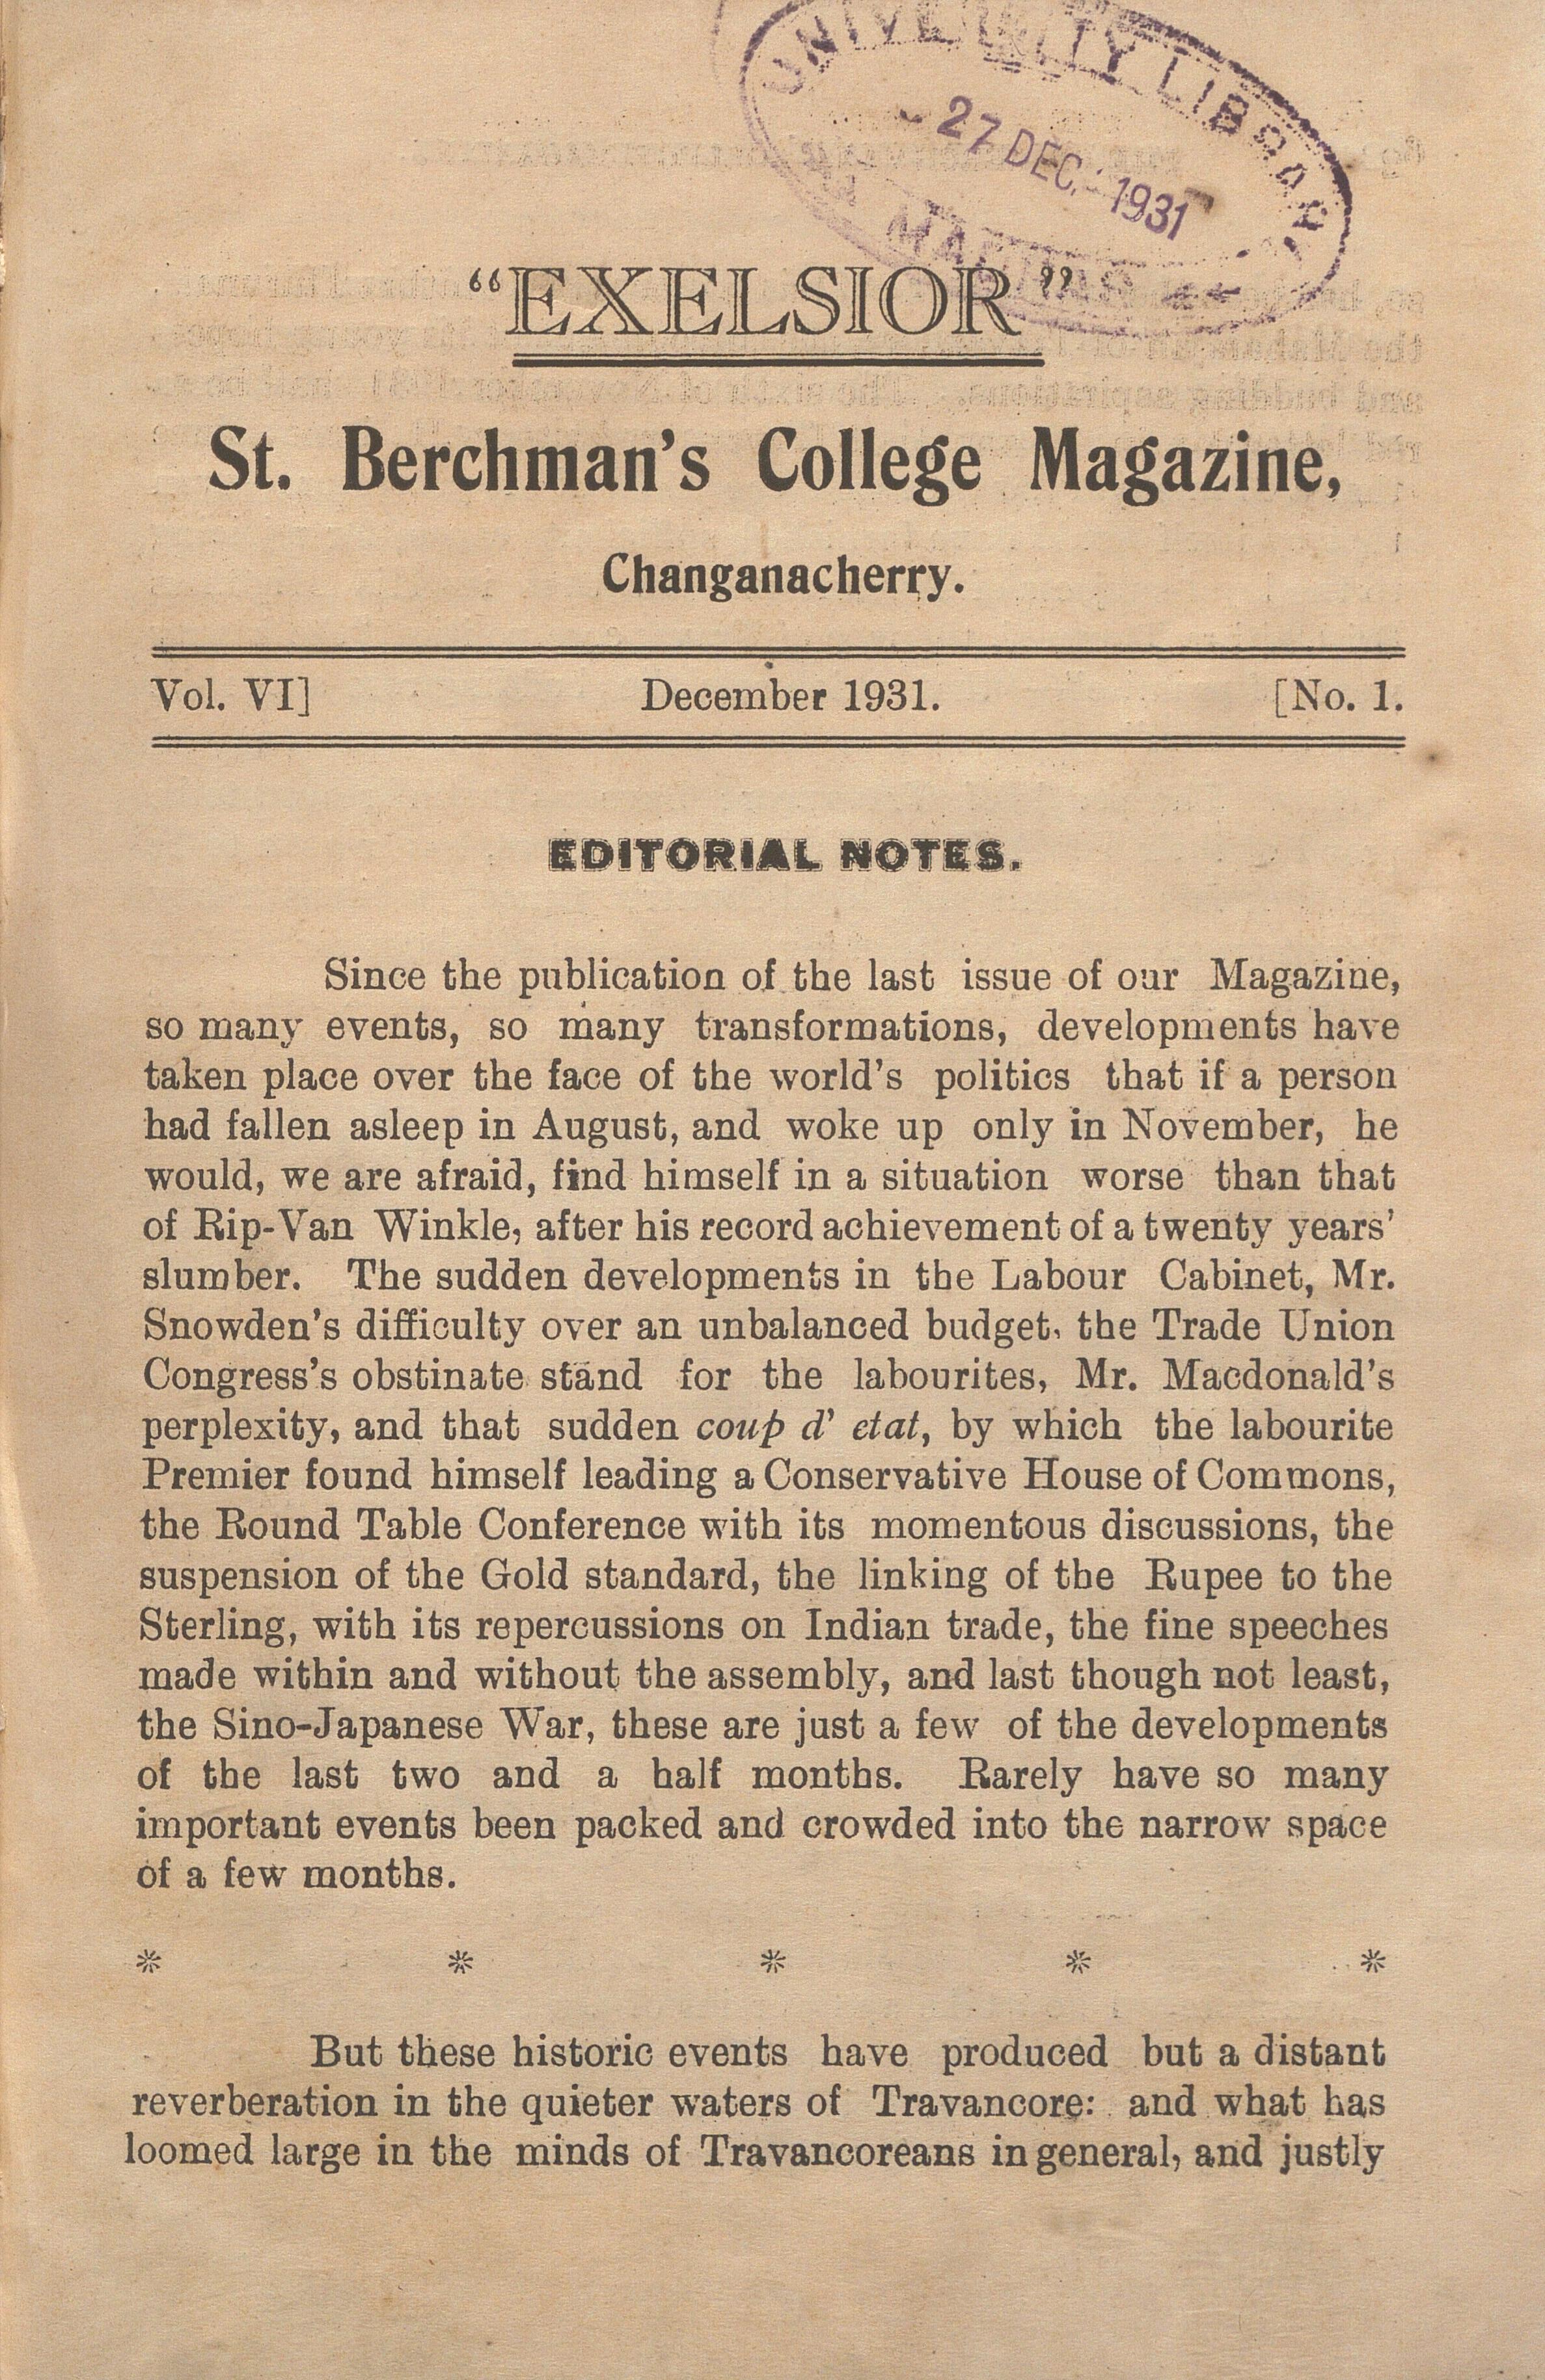 UNIVERSITY LIBRARY
27 DEC. 1931
MADRAS
“EXELSIOR”
St. Berchman's College Magazine,
Changanacherry.
Vol. VI] December 1931. [No. 1.
EDITORIAL NOTES.
Since the publication of the last issue of our Magazine,
so many events, so many transformations, developments have
taken place over the face of the world's politics that if a person
had fallen asleep in August, and woke up only in November, he
would, we are afraid, find himself in a situation worse than that
of Rip-Van Winkle, after his record achievement of a twenty years'
slumber. The sudden developments in the Labour Cabinet, Mr.
Snowden's difficulty over an unbalanced budget, the Trade Union
Congress's obstinate stand for the labourites, Mr. Macdonald's
perplexity, and that sudden coup d' etat, by which the labourite
Premier found himself leading a Conservative House of Commons,
the Round Table Conference with its momentous discussions, the
suspension of the Gold standard, the linking of the Rupee to the
Sterling, with its repercussions on Indian trade, the fine speeches
made within and without the assembly, and last though not least,
the Sino-Japanese War, these are just a few of the developments
of the last two and a half months. Rarely have so many
important events been packed and crowded into the narrow space
of a few months.
* * * * *
But these historic events have produced but a distant
reverberation in the quieter waters of Travancore: and what has
loomed large in the minds of Travancoreans in general, and justly